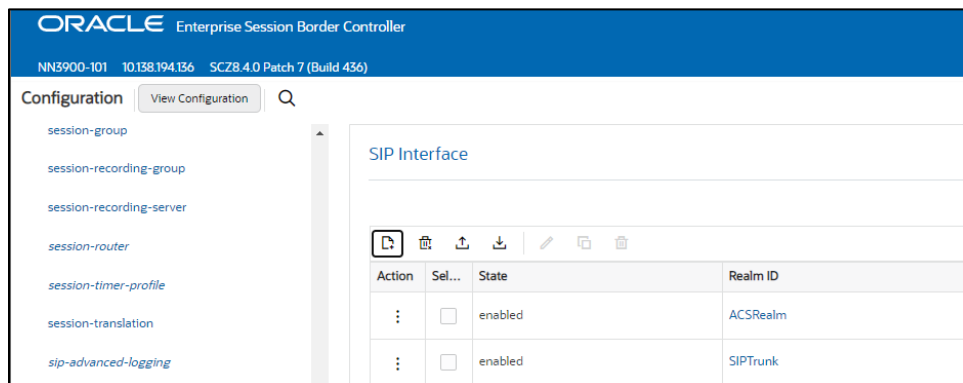 ORACLE Enterprise Session Border Controller
NN3900-101 10.138.194.136 SCZ8.4.0 Patch 7 (Build 436)
Configuration View Configuration
session-group
session-recording-group
session-recording-server
session-router
session-timer-profile
session-translation
sip-advanced-logging
SIP Interface
Action Sel... State Realm ID
enabled ACSRealm
enabled SIPTrunk